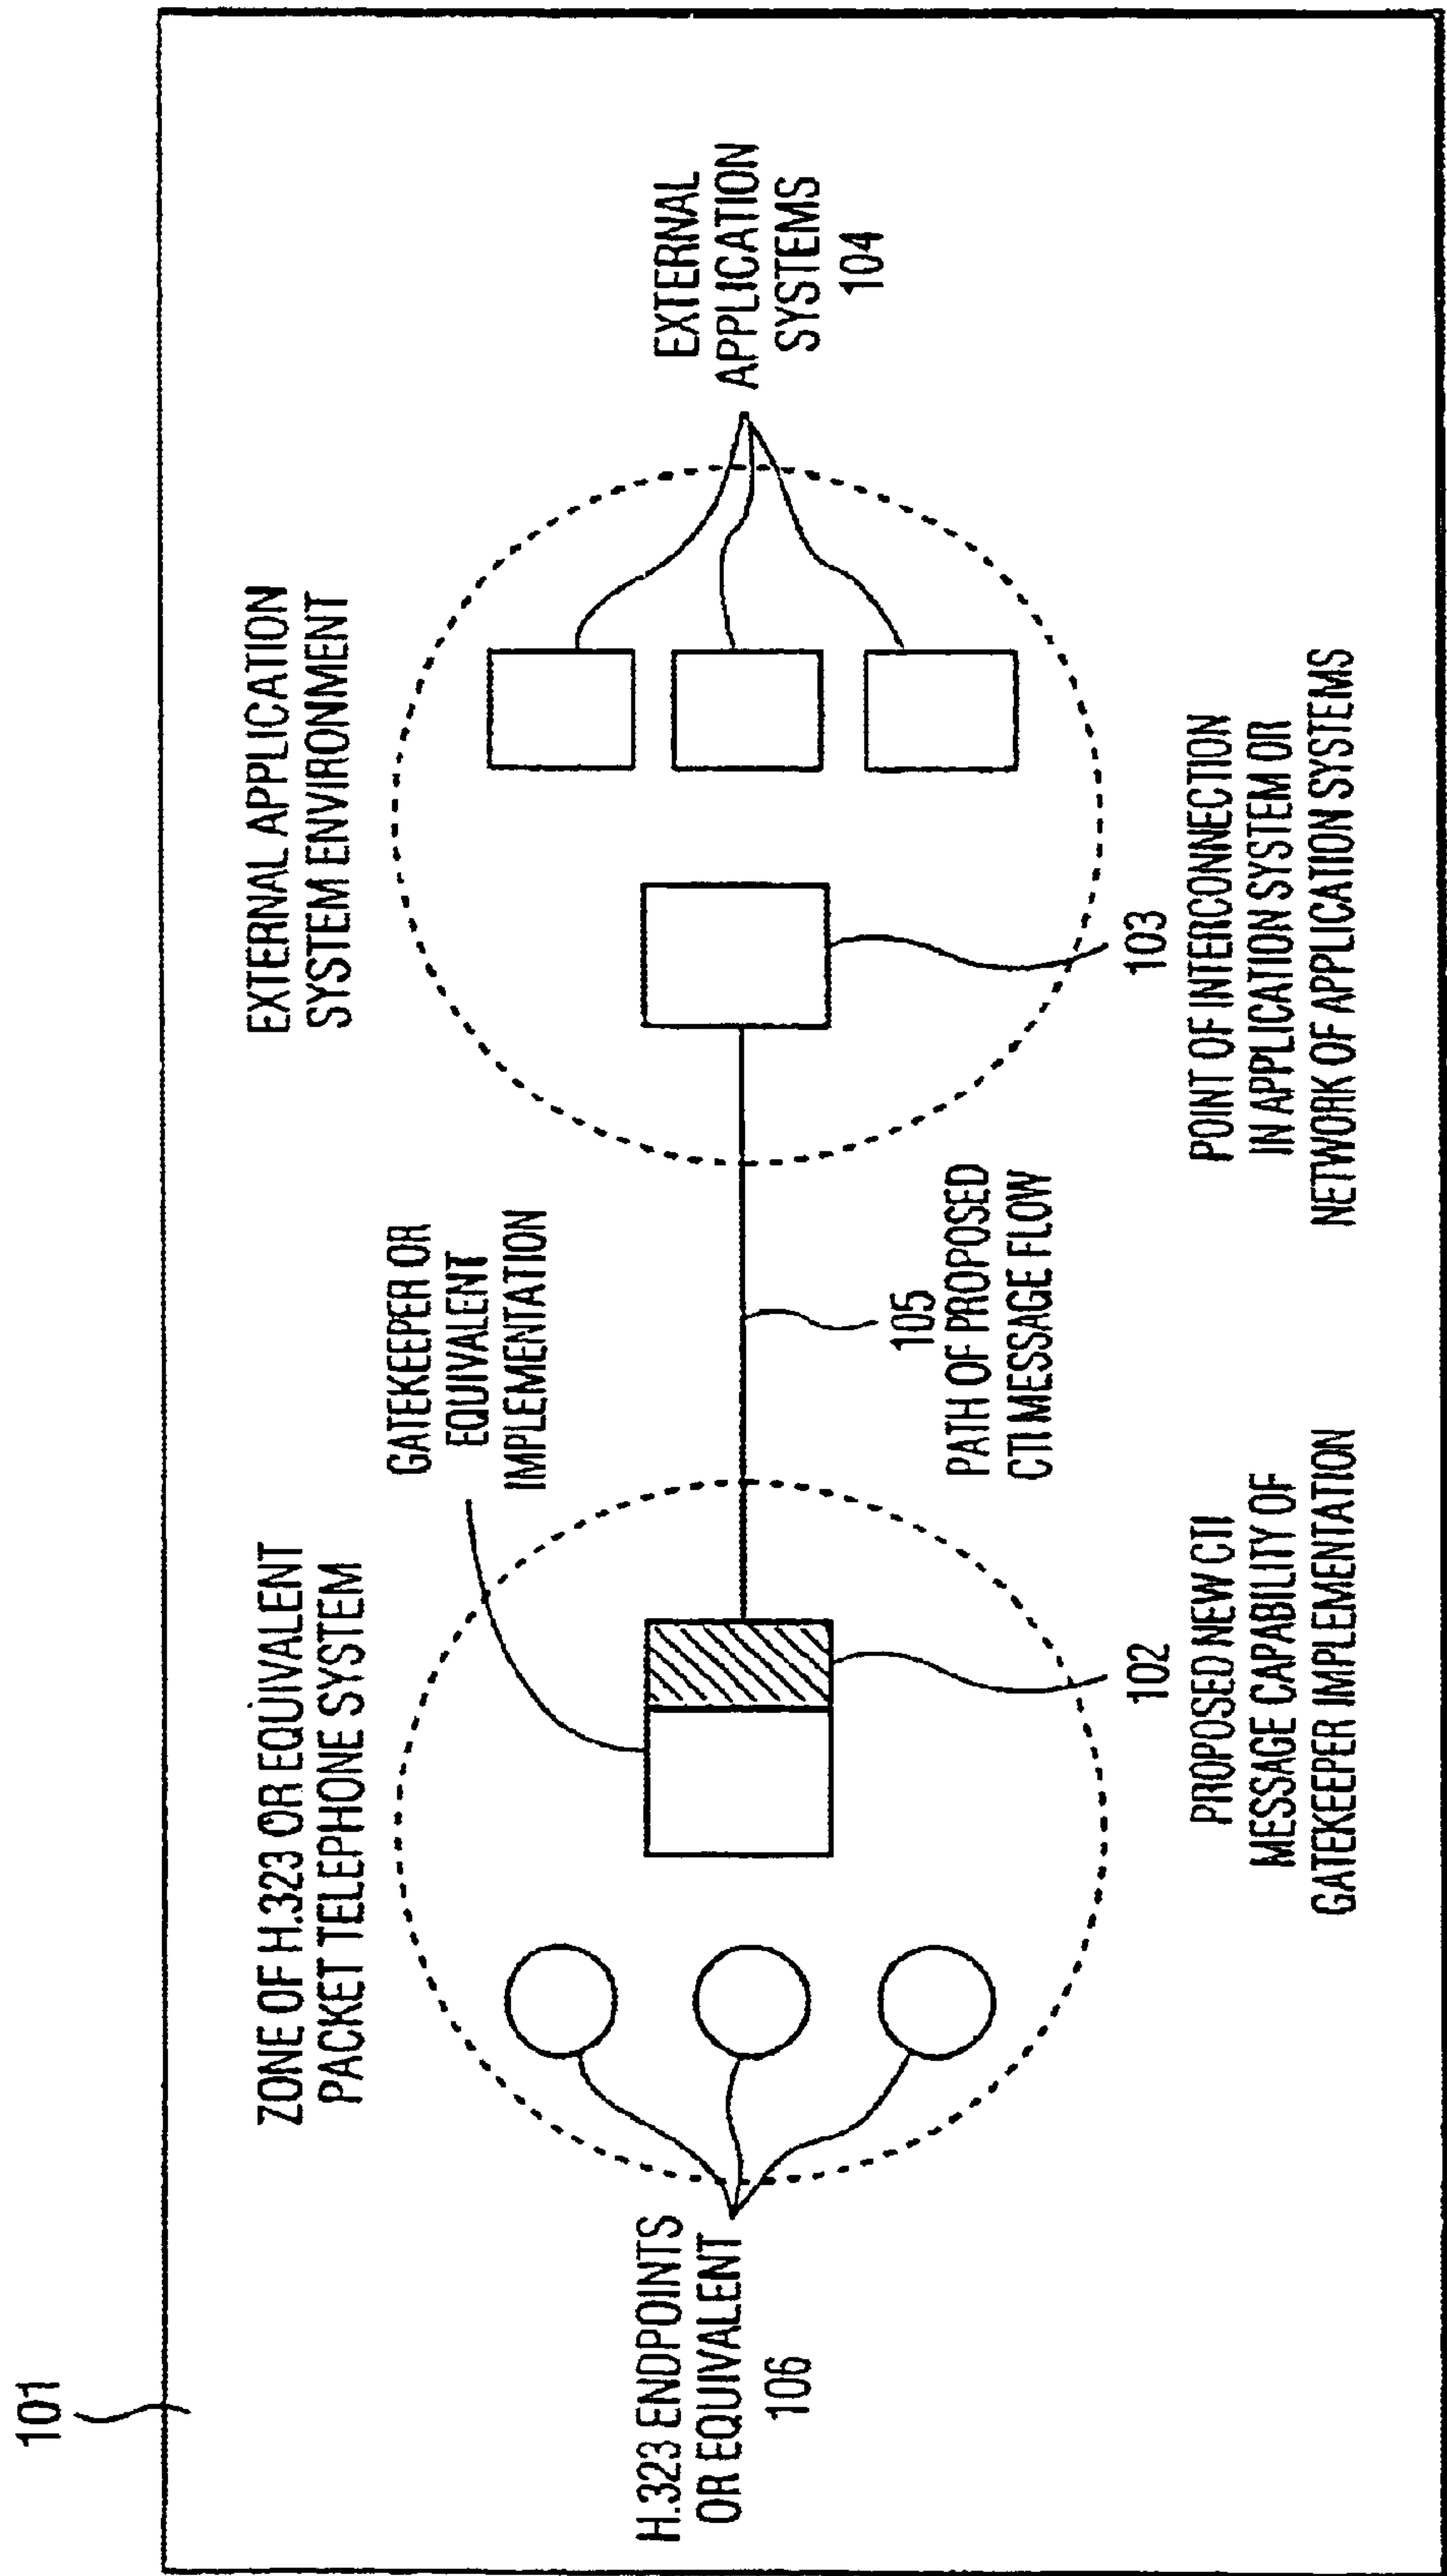 101
ZONE OF H.323 OR EQUIVALENT
PACKET TELEPHONE SYSTEM
EXTERNAL APPLICATION
SYSTEM ENVIRONMENT
GATEKEEPER OR
EQUIVALENT
IMPLEMENTATION
H.323 ENDPOINTS
OR EQUIVALENT
106
EXTERNAL
APPLICATION
SYSTEMS
104
105
PATH OF PROPOSED
CTI MESSAGE FLOW
102
PROPOSED NEW CTI
MESSAGE CAPABILITY OF
GATEKEEPER IMPLEMENTATION
103
POINT OF INTERCONNECTION
IN APPLICATION SYSTEM OR
NETWORK OF APPLICATION SYSTEMS